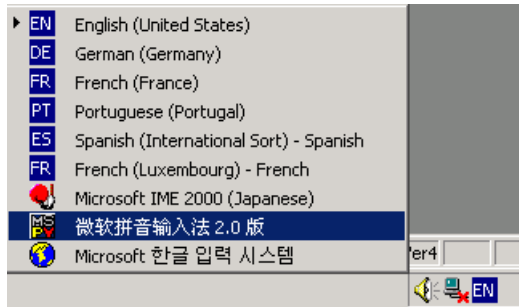 EN English (United States)
DE German (Germany)
FR French (France)
PT Portuguese (Portugal)
ES Spanish (International Sort) - Spanish
FR French (Luxembourg) - French
Microsoft IME 2000 (Japanese)
MSPY 微软拼音输入法 2.0 版
Microsoft 한글 입력 시스템
er4
EN